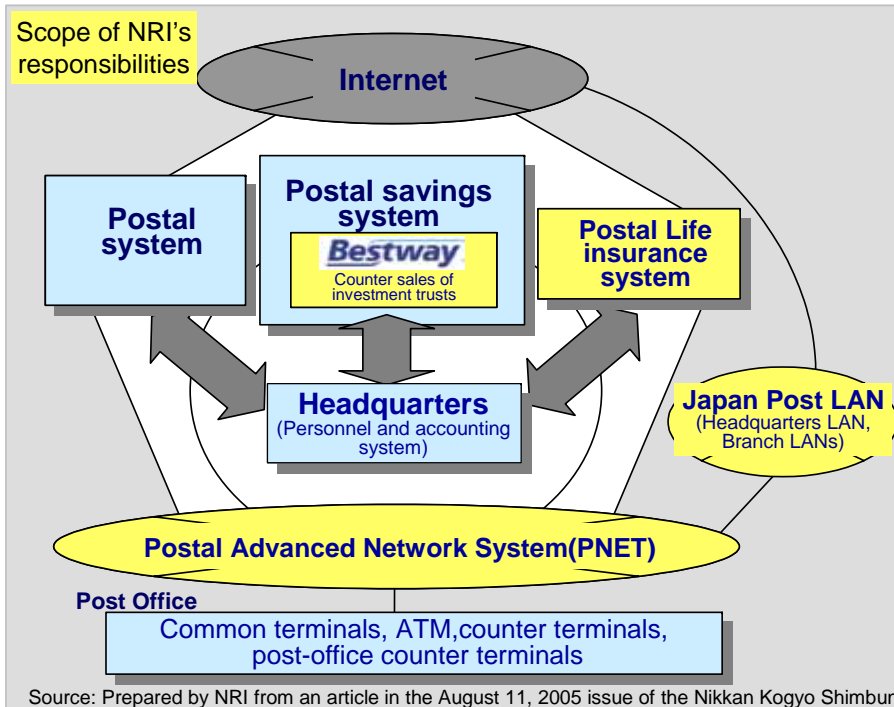 Scope of NRI's
responsibilities
Internet
Postal
system
Postal savings
system
Bestway
Counter sales of
investment trusts
Postal Life
insurance
system
Headquarters
(Personnel and accounting
system)
Japan Post LAN
(Headquarters LAN,
Branch LANs)
Postal Advanced Network System(PNET)
Post Office
Common terminals, ATM,counter terminals,
post-office counter terminals
Source: Prepared by NRI from an article in the August 11, 2005 issue of the Nikkan Kogyo Shimbun